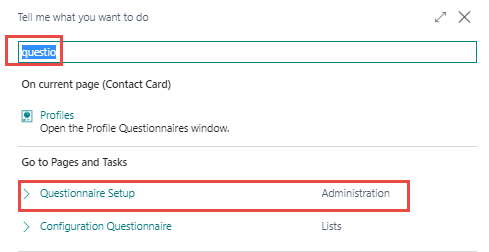 Tell me what you want to do
questio
On current page (Contact Card)
Profiles
Open the Profile Questionnaires window.
Go to Pages and Tasks
Questionnaire Setup Administration
Configuration Questionnaire Lists